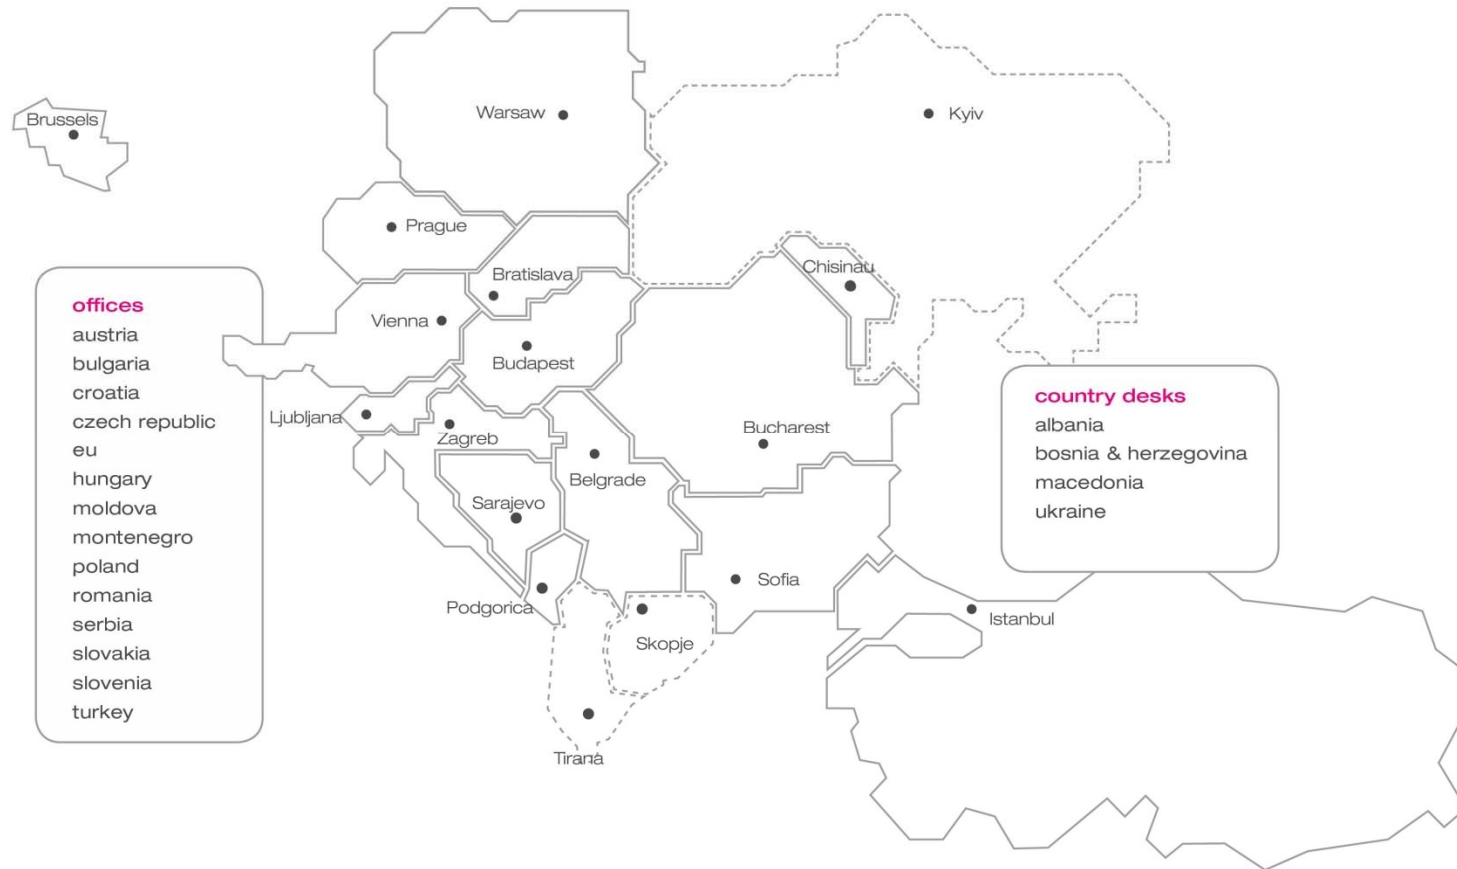 Warsaw
Kyiv
Brussels
Prague
Chisinau
Bratislava
Vienna
Budapest
Ljubljana
Zagreb
Bucharest
Belgrade
Sarajevo
Sofia
Podgorica
Istanbul
Skopje
Tirana
offices
austria
bulgaria
croatia
czech republic
eu
hungary
moldova
montenegro
poland
romania
serbia
slovakia
slovenia
turkey
country desks
albania
bosnia & herzegovina
macedonia
ukraine